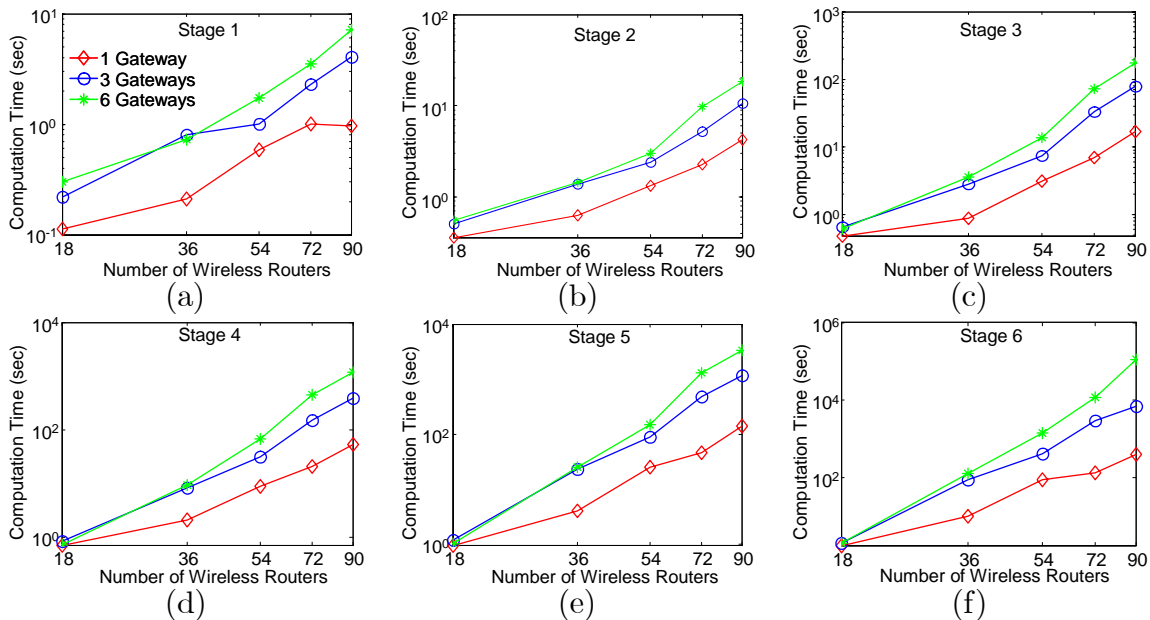 Stage 1
1 Gateway
3 Gateways
6 Gateways
Computation Time (sec)
10^1
10^0
10^-1
18 36 54 72 90
Number of Wireless Routers
(a)
Stage 2
Computation Time (sec)
10^2
10^1
10^0
18 36 54 72 90
Number of Wireless Routers
(b)
Stage 3
Computation Time (sec)
10^3
10^2
10^1
10^0
18 36 54 72 90
Number of Wireless Routers
(c)
Stage 4
Computation Time (sec)
10^4
10^2
10^0
18 36 54 72 90
Number of Wireless Routers
(d)
Stage 5
Computation Time (sec)
10^4
10^2
10^0
18 36 54 72 90
Number of Wireless Routers
(e)
Stage 6
Computation Time (sec)
10^6
10^4
10^2
18 36 54 72 90
Number of Wireless Routers
(f)